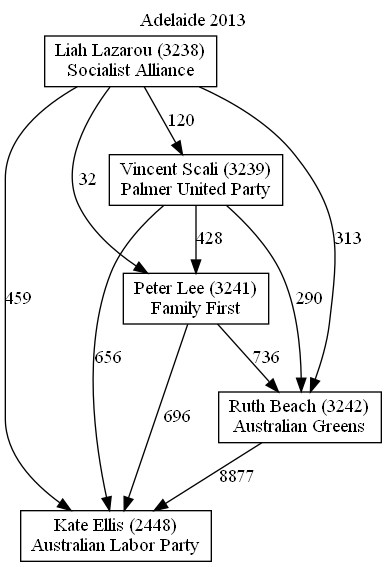 Adelaide 2013
Liah Lazarou (3238)
Socialist Alliance
120
Vincent Scali (3239)
Palmer United Party
32
428
313
Peter Lee (3241)
Family First
459
290
656
736
Ruth Beach (3242)
Australian Greens
696
8877
Kate Ellis (2448)
Australian Labor Party